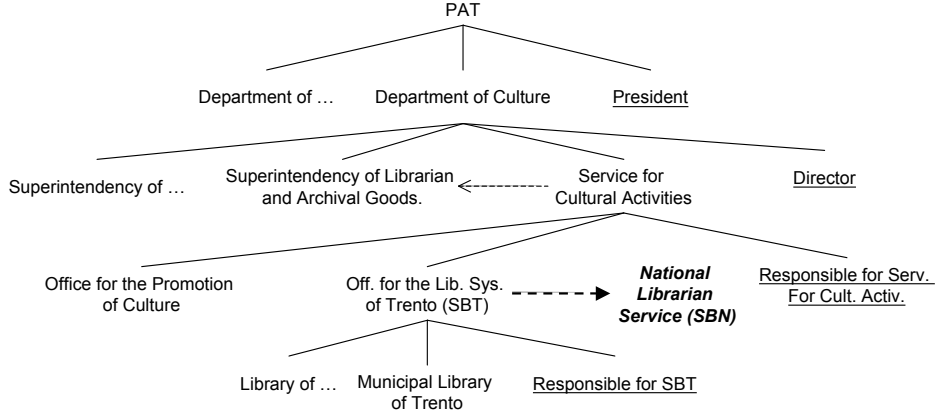 PAT
Department of …
Department of Culture
President
Superintendency of …
Superintendency of Librarian
and Archival Goods.
Service for
Cultural Activities
Director
Office for the Promotion
of Culture
Off. for the Lib. Sys.
of Trento (SBT)
National
Librarian
Service (SBN)
Responsible for Serv.
For Cult. Activ.
Library of …
Municipal Library
of Trento
Responsible for SBT